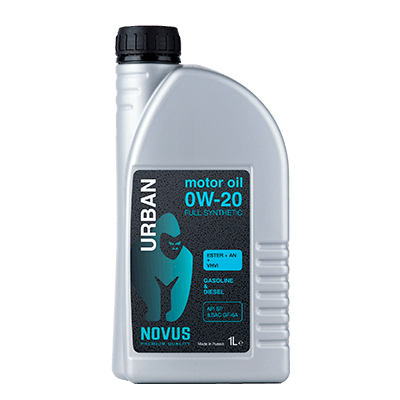 URBAN
motor oil
0W-20
FULL SYNTHETIC
ESTER + AN
+
VHVI
GASOLINE
&
DIESEL
API SP
ILSAC GF-6A
NOVUS
PREMIUM QUALITY
Made in Russia
1L e